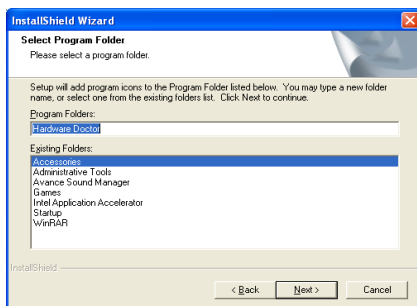 InstallShield Wizard
Select Program Folder
Please select a program folder.
Setup will add program icons to the Program Folder listed below. You may type a new folder
name, or select one from the existing folders list. Click Next to continue.
Program Folders:
Hardware Doctor
Existing Folders:
Accessories
Administrative Tools
Avance Sound Manager
Games
Intel Application Accelerator
Startup
WinRAR
InstallShield
< Back Next > Cancel